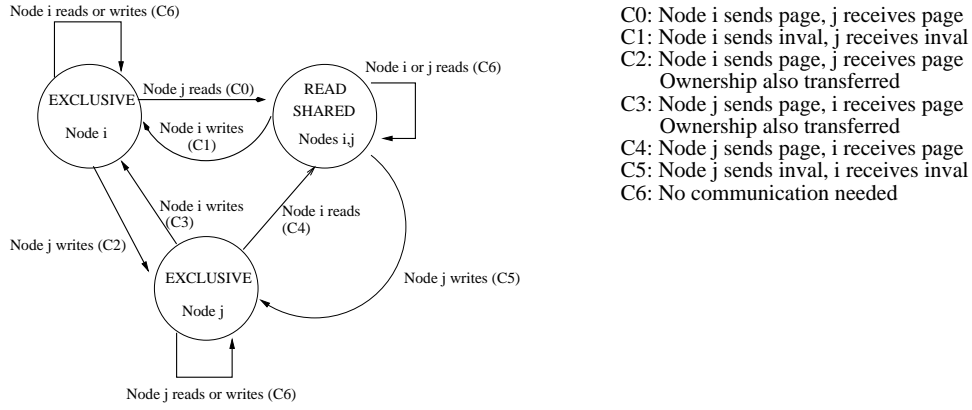 Node i reads or writes (C6)
EXCLUSIVE
Node i
Node j reads (C0)
Node i writes
(C1)
READ
SHARED
Nodes i,j
Node i or j reads (C6)
Node j writes (C2)
Node i writes
(C3)
Node i reads
(C4)
Node j writes (C5)
EXCLUSIVE
Node j
Node j reads or writes (C6)
C0: Node i sends page, j receives page
C1: Node i sends inval, j receives inval
C2: Node i sends page, j receives page
Ownership also transferred
C3: Node j sends page, i receives page
Ownership also transferred
C4: Node j sends page, i receives page
C5: Node j sends inval, i receives inval
C6: No communication needed